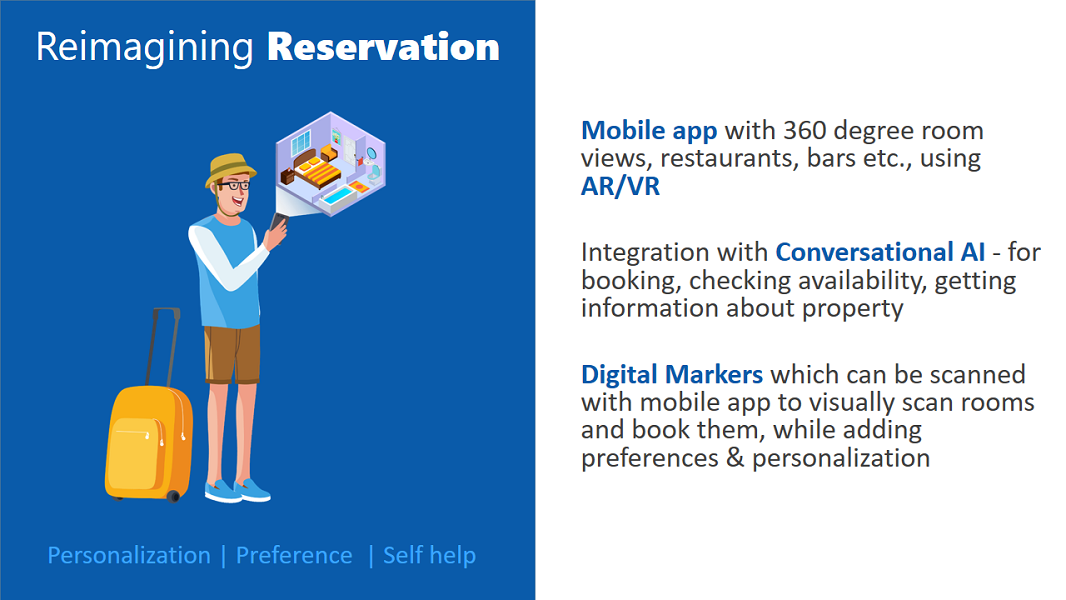 Reimagining Reservation
Mobile app with 360 degree room
views, restaurants, bars etc., using
AR/VR
Integration with Conversational AI - for
booking, checking availability, getting
information about property
Digital Markers which can be scanned
with mobile app to visually scan rooms
and book them, while adding
preferences & personalization
Personalization | Preference | Self help